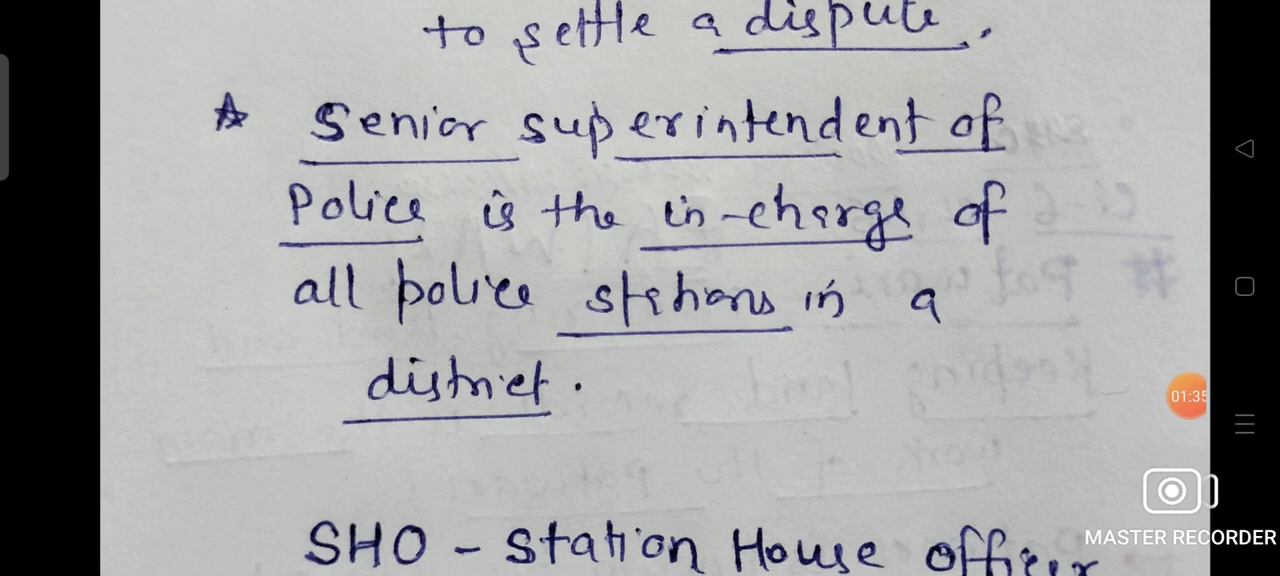 to settle a dispute.
☆ Senior superintendent of
Police is the in-charge of
all police stations in a
district.
SHO - Station House officer
01:35
MASTER RECORDER